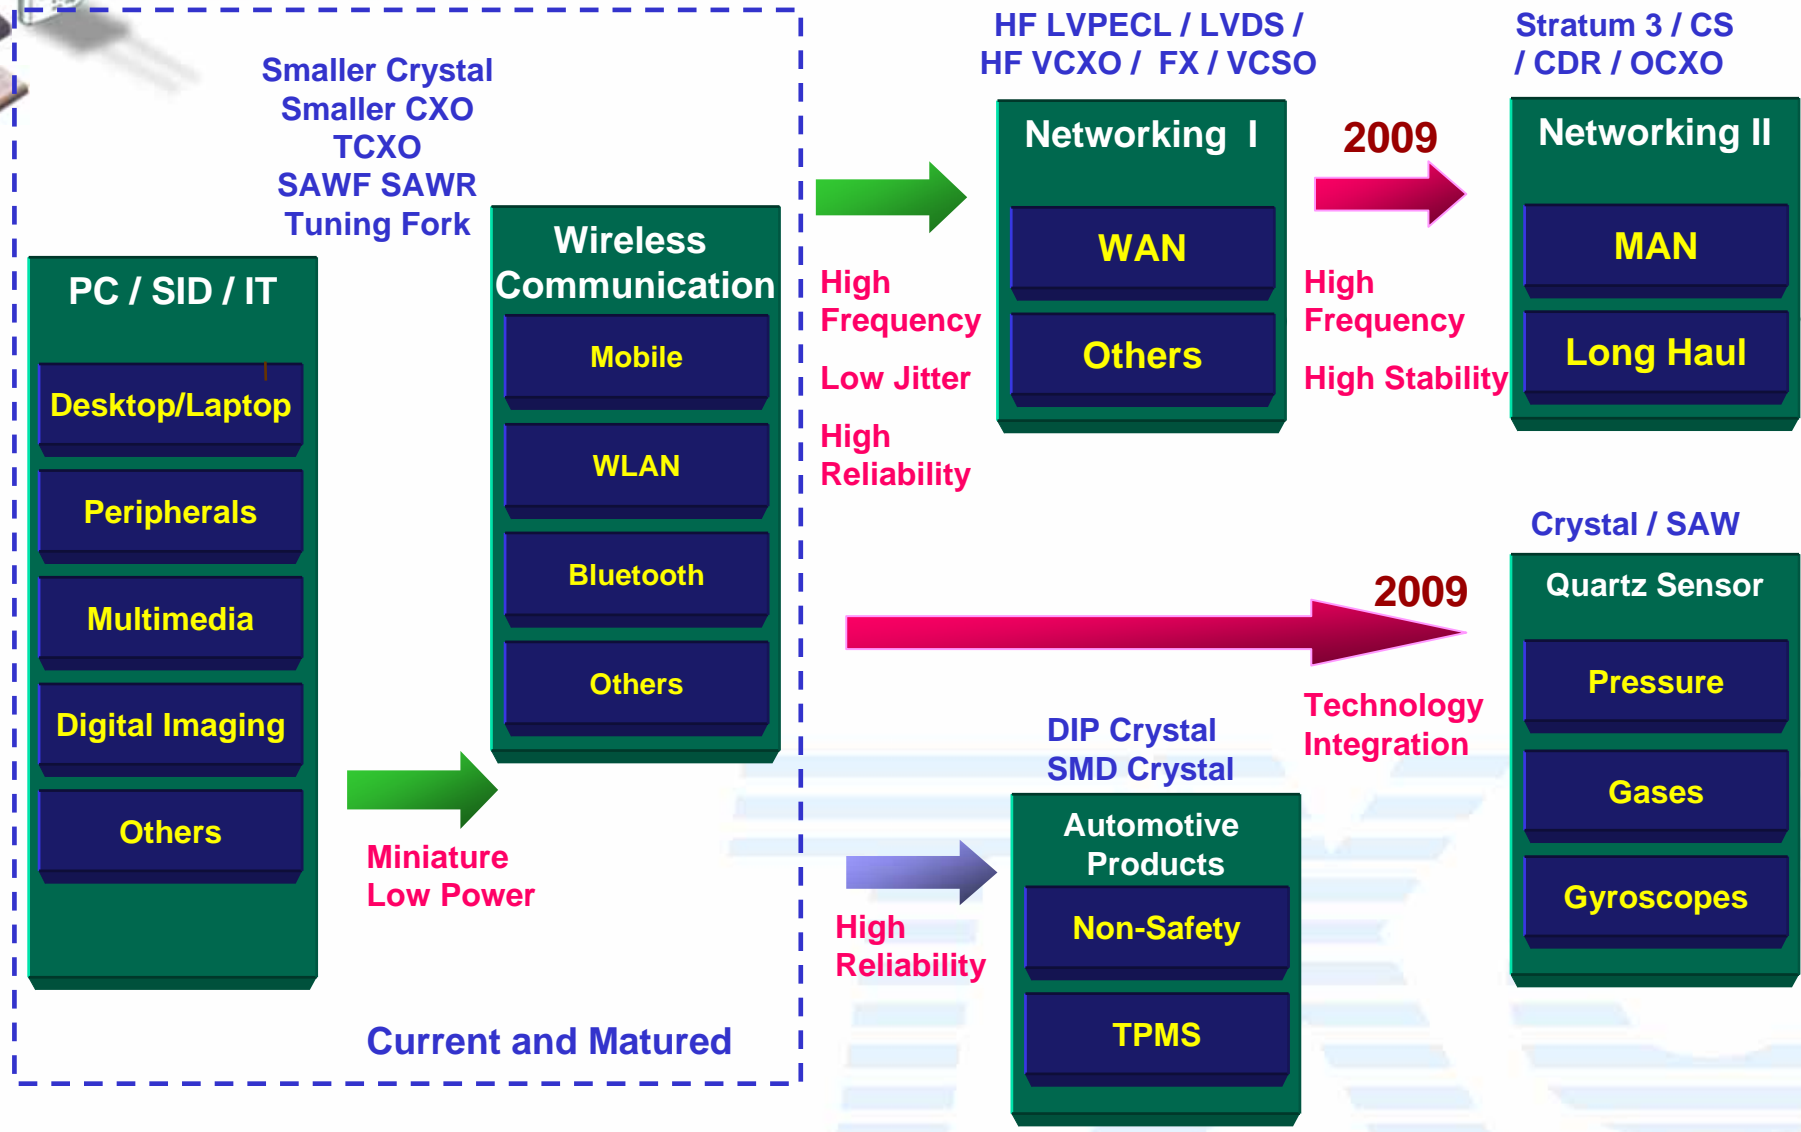 Smaller Crystal
Smaller CXO
TCXO
SAWF SAWR
Tuning Fork
PC / SID / IT
Desktop/Laptop
Peripherals
Multimedia
Digital Imaging
Others
Miniature
Low Power
Wireless
Communication
Mobile
WLAN
Bluetooth
Others
Current and Matured
High
Frequency
Low Jitter
High
Reliability
HF LVPECL / LVDS /
HF VCXO / FX / VCSO
Networking I
WAN
Others
2009
High
Frequency
High Stability
Stratum 3 / CS
/ CDR / OCXO
Networking II
MAN
Long Haul
2009
Technology
Integration
Crystal / SAW
Quartz Sensor
Pressure
Gases
Gyroscopes
High
Reliability
DIP Crystal
SMD Crystal
Automotive
Products
Non-Safety
TPMS